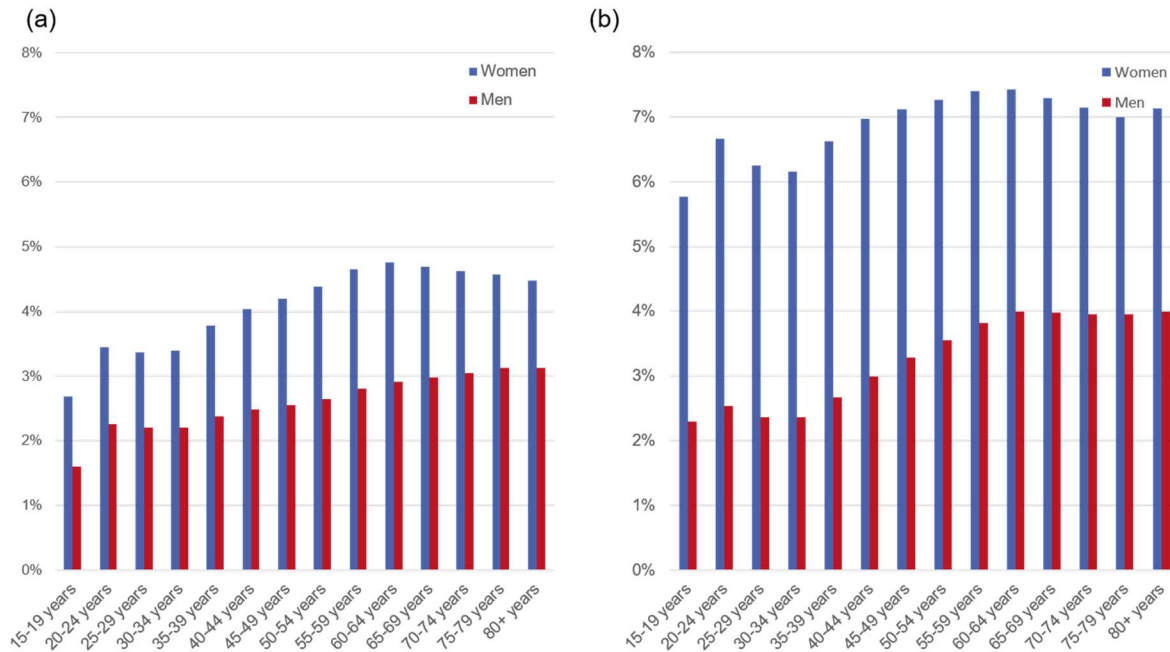 (a)
8%
7%
6%
5%
4%
3%
2%
1%
0%
Women
Men
15-19 years
20-24 years
25-29 years
30-34 years
35-39 years
40-44 years
45-49 years
50-54 years
55-59 years
60-64 years
65-69 years
70-74 years
75-79 years
80+ years
(b)
8%
7%
6%
5%
4%
3%
2%
1%
0%
Women
Men
15-19 years
20-24 years
25-29 years
30-34 years
35-39 years
40-44 years
45-49 years
50-54 years
55-59 years
60-64 years
65-69 years
70-74 years
75-79 years
80+ years